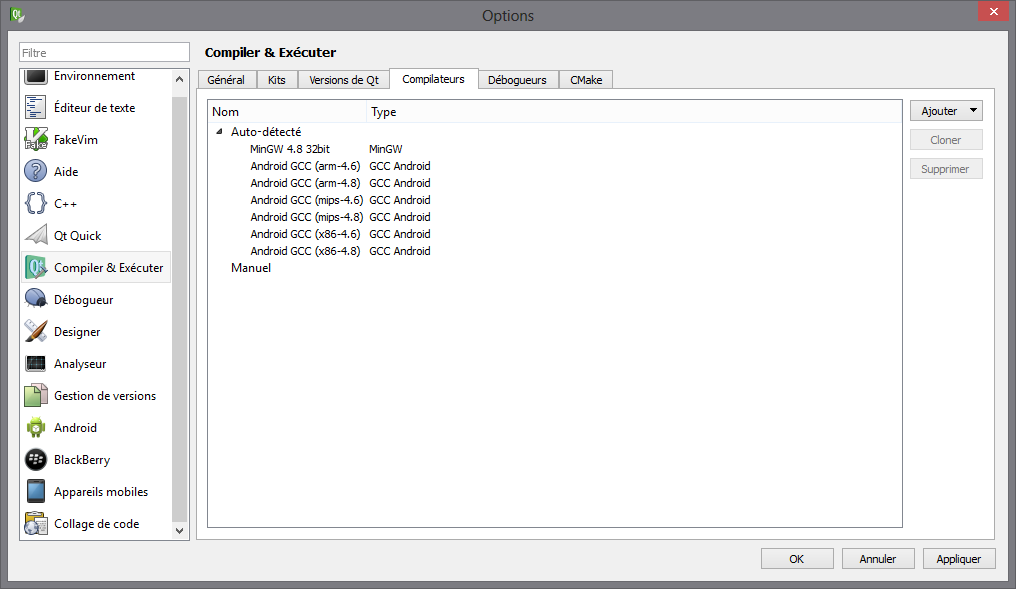 Options
Filtre
Environnement
Éditeur de texte
FakeVim
Aide
C++
Qt Quick
Compiler & Exécuter
Débogueur
Designer
Analyseur
Gestion de versions
Android
BlackBerry
Appareils mobiles
Collage de code
Compiler & Exécuter
Général Kits Versions de Qt Compilateurs Débogueurs CMake
Nom Type
Auto-détecté
MinGW 4.8 32bit MinGW
Android GCC (arm-4.6) GCC Android
Android GCC (arm-4.8) GCC Android
Android GCC (mips-4.6) GCC Android
Android GCC (mips-4.8) GCC Android
Android GCC (x86-4.6) GCC Android
Android GCC (x86-4.8) GCC Android
Manuel
Ajouter
Cloner
Supprimer
OK Annuler Appliquer